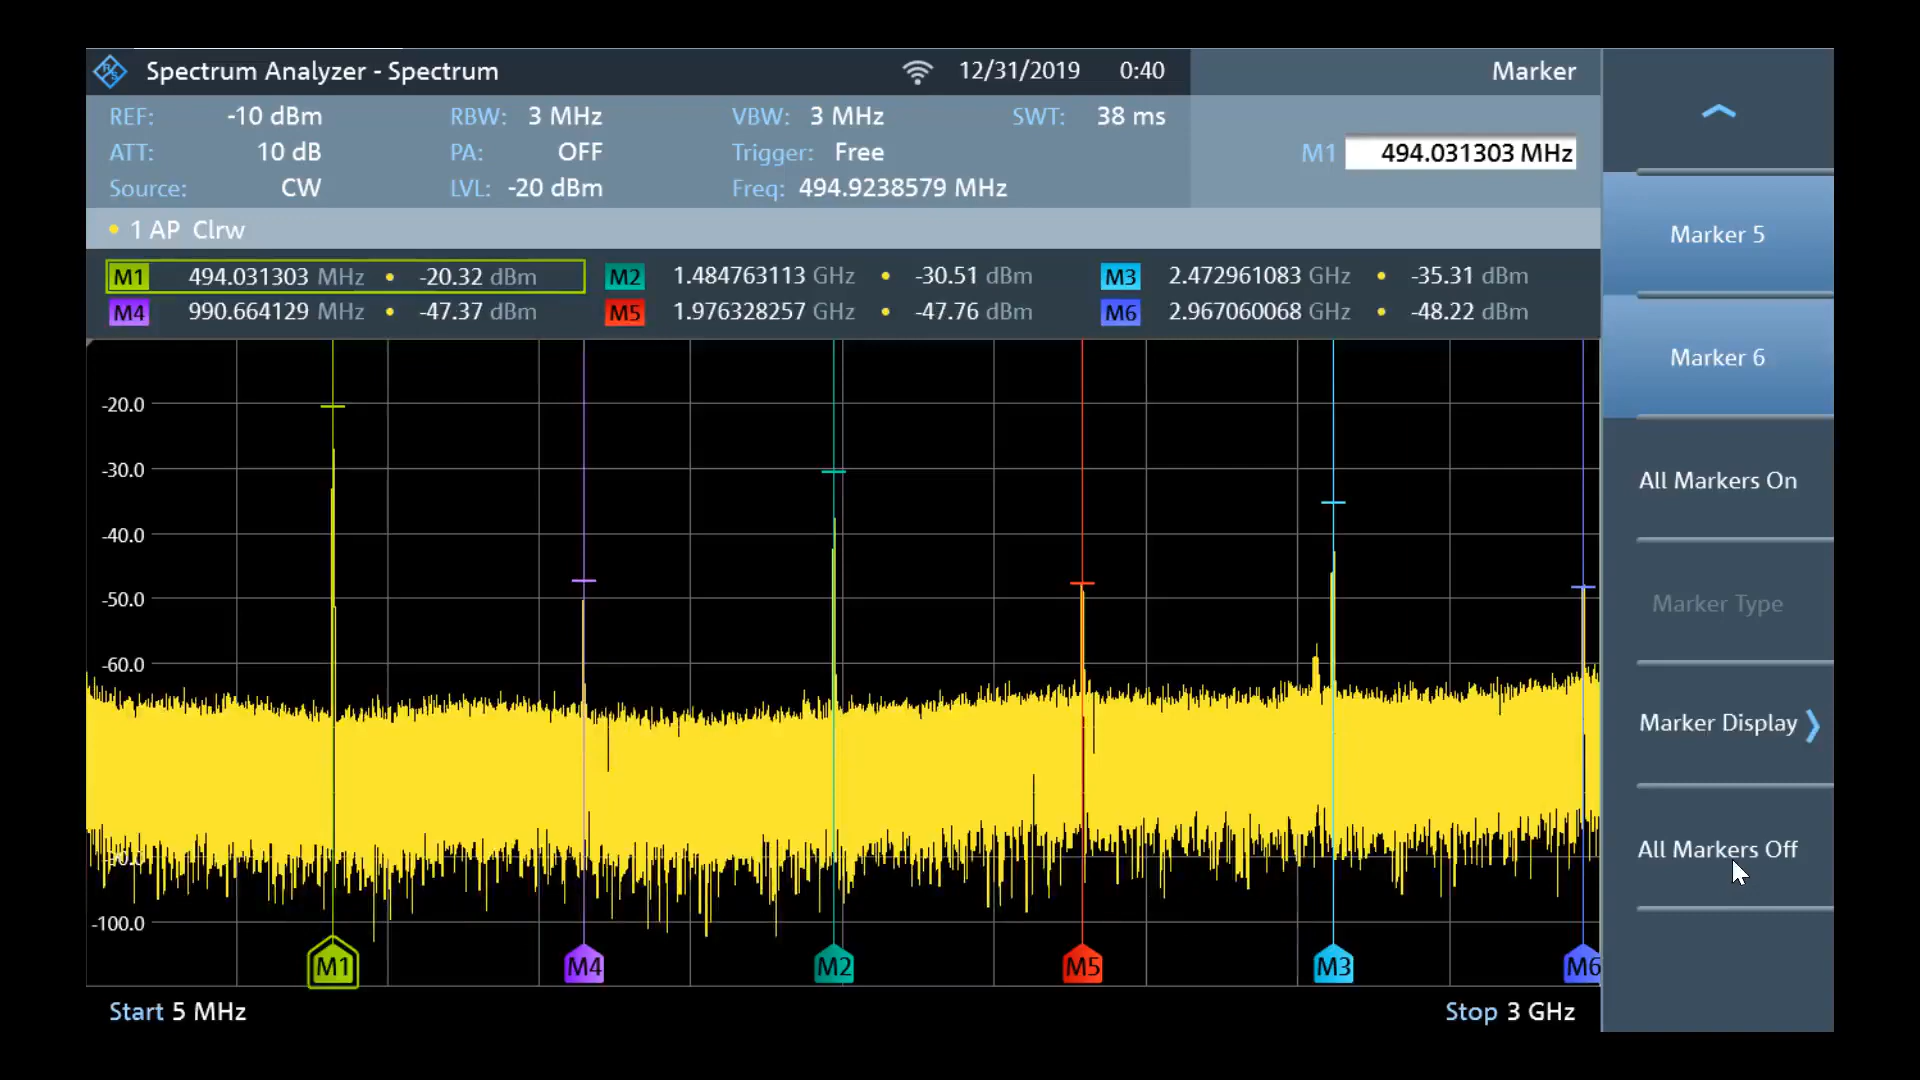 Spectrum Analyzer - Spectrum 12/31/2019 0:40 Marker
REF: -10 dBm RBW: 3 MHz VBW: 3 MHz SWT: 38 ms
ATT: 10 dB PA: OFF Trigger: Free
M1 494.031303 MHz
Source: CW LVL: -20 dBm Freq: 494.9238579 MHz
• 1 AP Clrw
M1 494.031303 MHz • -20.32 dBm M2 1.484763113 GHz • -30.51 dBm M3 2.472961083 GHz • -35.31 dBm
M4 990.664129 MHz • -47.37 dBm M5 1.976328257 GHz • -47.76 dBm M6 2.967060068 GHz • -48.22 dBm
-20.0
-30.0
-40.0
-50.0
-60.0
-100.0
M1 M4 M2 M5 M3 M6
Start 5 MHz Stop 3 GHz
Marker 5
Marker 6
All Markers On
Marker Type
Marker Display
All Markers Off